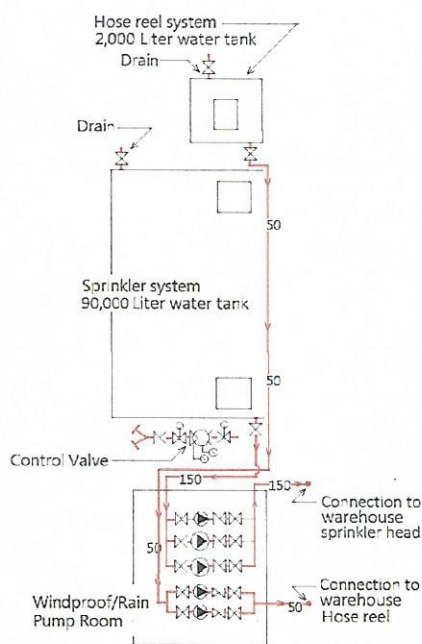 Hose reel system
2,000 Liter water tank
Drain
Drain
50
Sprinkler system
90,000 Liter water tank
50
Control Valve
150
150
Connection to
warehouse
sprinkler head
50
Windproof/Rain
Pump Room
50
Connection to
warehouse
Hose reel